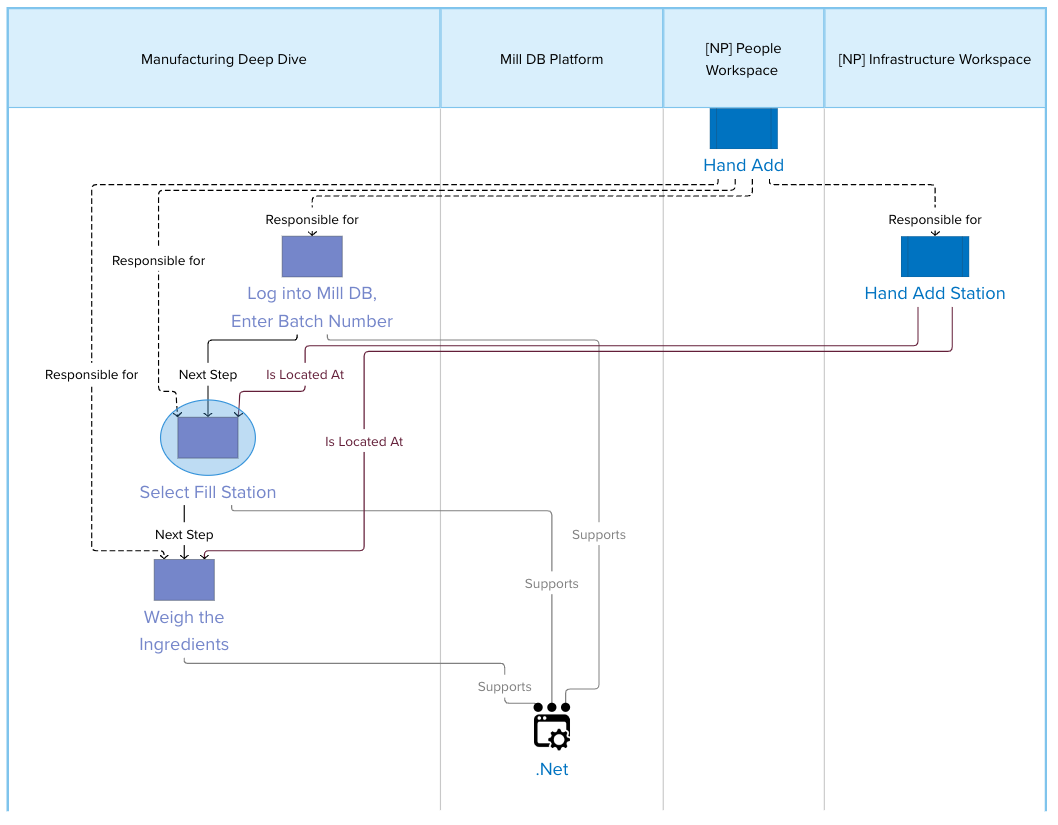 Manufacturing Deep Dive
Mill DB Platform
[NP] People
Workspace
[NP] Infrastructure Workspace
Hand Add
Responsible for
Responsible for
Responsible for
Log into Mill DB,
Enter Batch Number
Hand Add Station
Responsible for
Next Step
Is Located At
Is Located At
Select Fill Station
Next Step
Supports
Supports
Weigh the
Ingredients
Supports
.Net